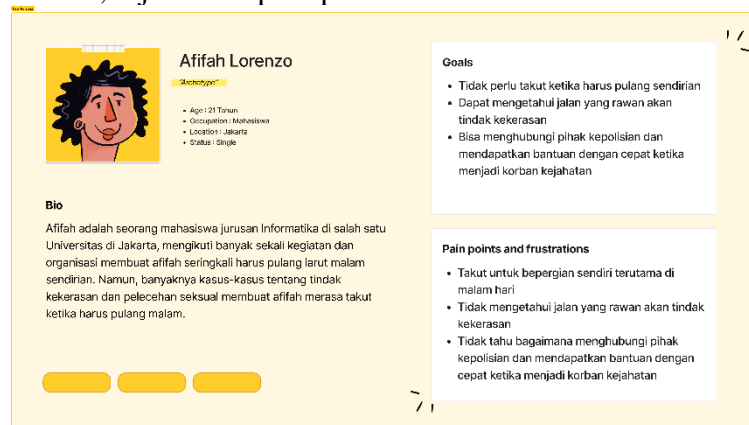 Afifah Lorenzo
"Archetype"
• Age : 21 Tahun
• Occupation : Mahasiswa
• Location : Jakarta
• Status : Single
Bio
Afifah adalah seorang mahasiswa jurusan Informatika di salah satu
Universitas di Jakarta, mengikuti banyak sekali kegiatan dan
organisasi membuat afifah seringkali harus pulang larut malam
sendirian. Namun, banyaknya kasus-kasus tentang tindak
kekerasan dan pelecehan seksual membuat afifah merasa takut
ketika harus pulang malam.
Goals
• Tidak perlu takut ketika harus pulang sendirian
• Dapat mengetahui jalan yang rawan akan
tindak kekerasan
• Bisa menghubungi pihak kepolisian dan
mendapatkan bantuan dengan cepat ketika
menjadi korban kejahatan
Pain points and frustrations
• Takut untuk bepergian sendiri terutama di
malam hari
• Tidak mengetahui jalan yang rawan akan tindak
kekerasan
• Tidak tahu bagaimana menghubungi pihak
kepolisian dan mendapatkan bantuan dengan
cepat ketika menjadi korban kejahatan